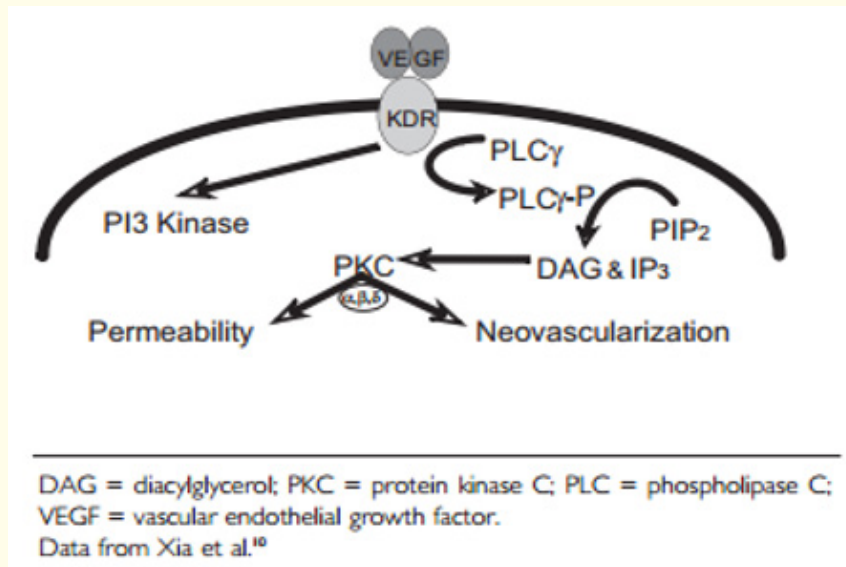 VEGF
KDR
PLCγ
PLCγ-P
PI3 Kinase
PIP₂
PKC
DAG & IP₃
α,β,δ
Permeability
Neovascularization
DAG = diacylglycerol; PKC = protein kinase C; PLC = phospholipase C;
VEGF = vascular endothelial growth factor.
Data from Xia et al.¹⁰